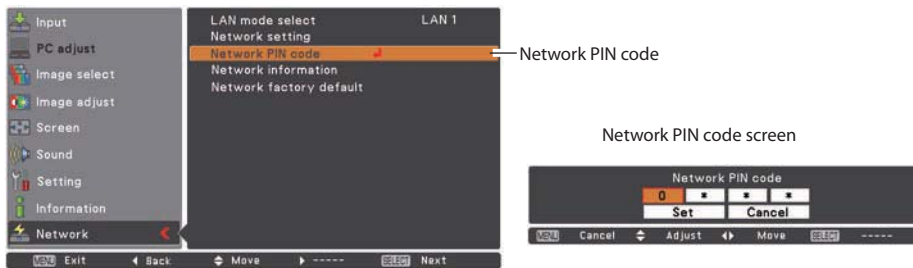 Input
PC adjust
Image select
Image adjust
Screen
Sound
Setting
Information
Network
LAN mode select LAN 1
Network setting
Network PIN code
Network information
Network factory default
MENU Exit Back Move ----- SELECT Next
Network PIN code
Network PIN code screen
Network PIN code
0 * * *
Set Cancel
MENU Cancel Adjust Move SELECT -----